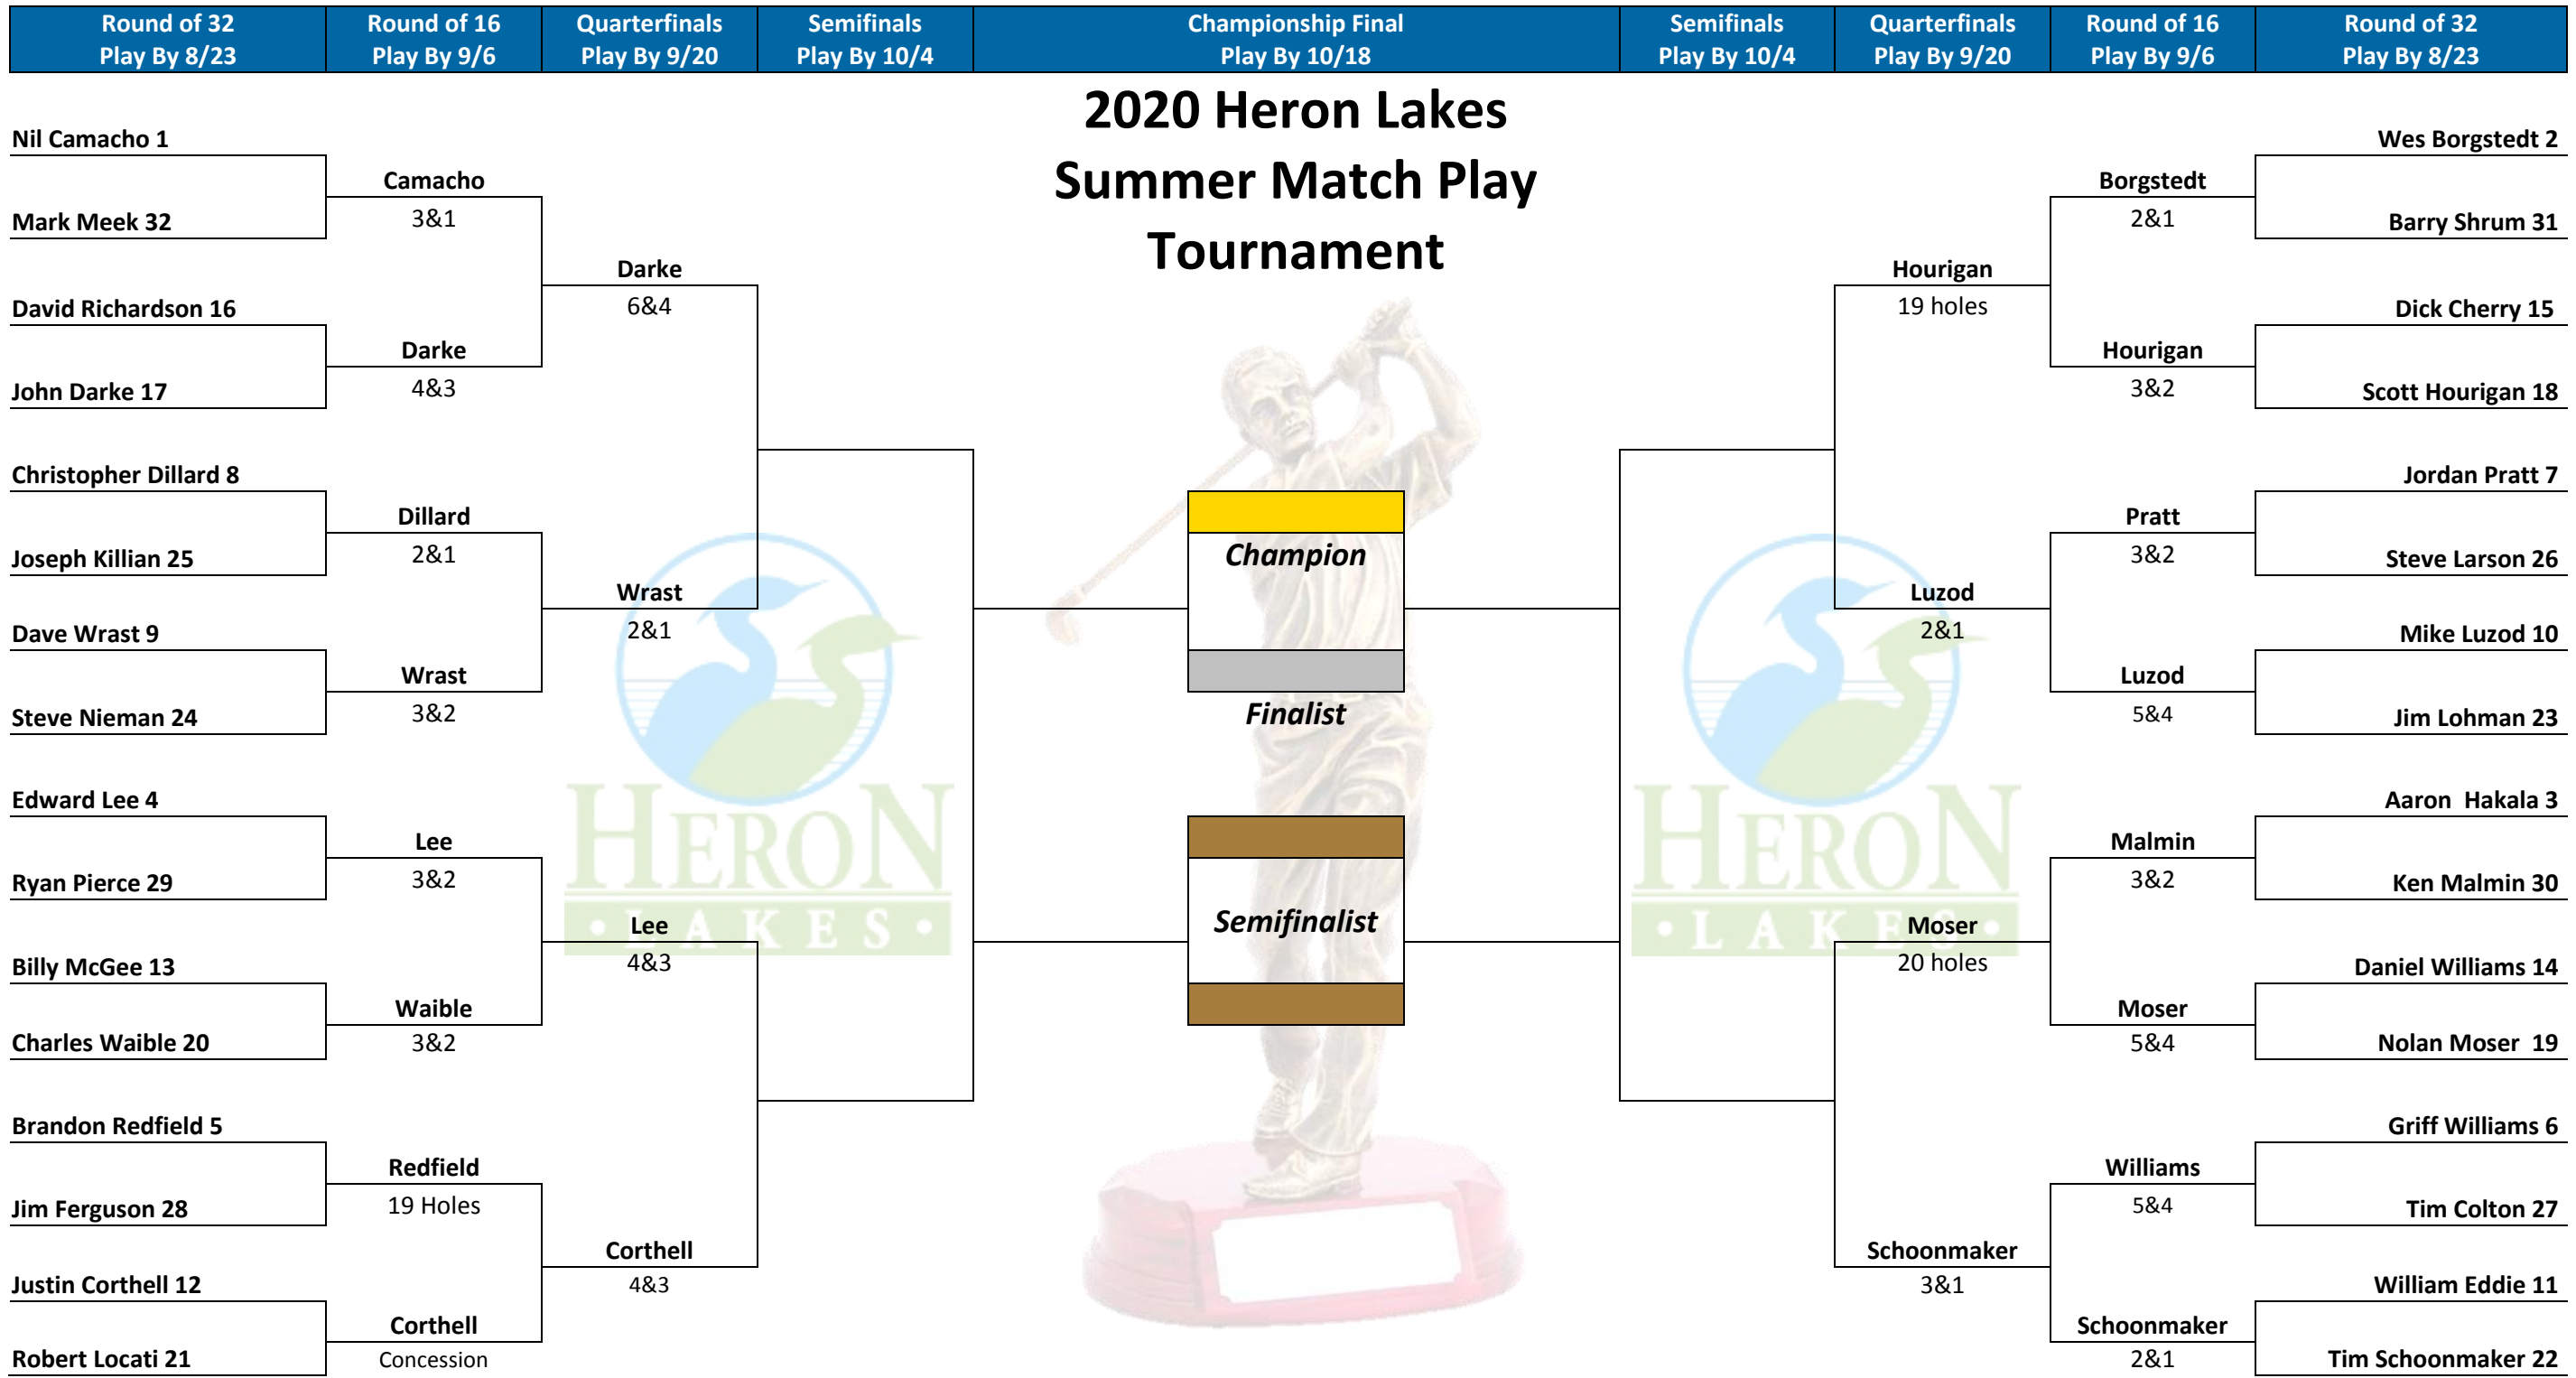 Round of 32
Play By 8/23
Round of 16
Play By 9/6
Quarterfinals
Play By 9/20
Semifinals
Play By 10/4
Championship Final
Play By 10/18
Semifinals
Play By 10/4
Quarterfinals
Play By 9/20
Round of 16
Play By 9/6
Round of 32
Play By 8/23
2020 Heron Lakes
Summer Match Play
Tournament
Nil Camacho 1
Mark Meek 32
David Richardson 16
John Darke 17
Christopher Dillard 8
Joseph Killian 25
Dave Wrast 9
Steve Nieman 24
Edward Lee 4
Ryan Pierce 29
Billy McGee 13
Charles Waible 20
Brandon Redfield 5
Jim Ferguson 28
Justin Corthell 12
Robert Locati 21
Camacho
3&1
Darke
4&3
Dillard
2&1
Wrast
3&2
Lee
3&2
Waible
3&2
Redfield
19 Holes
Corthell
Concession
Darke
6&4
Wrast
2&1
Lee
4&3
Corthell
4&3
HERON
• LAKES •
Champion
Finalist
Semifinalist
HERON
• LAKES •
Hourigan
19 holes
Luzod
2&1
Moser
20 holes
Schoonmaker
3&1
Borgstedt
2&1
Hourigan
3&2
Pratt
3&2
Luzod
5&4
Malmin
3&2
Moser
5&4
Williams
5&4
Schoonmaker
2&1
Wes Borgstedt 2
Barry Shrum 31
Dick Cherry 15
Scott Hourigan 18
Jordan Pratt 7
Steve Larson 26
Mike Luzod 10
Jim Lohman 23
Aaron  Hakala 3
Ken Malmin 30
Daniel Williams 14
Nolan Moser  19
Griff Williams 6
Tim Colton 27
William Eddie 11
Tim Schoonmaker 22